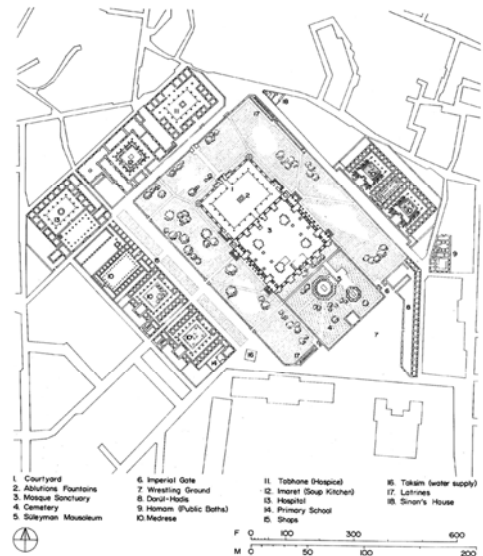 1. Courtyard
2. Ablutions Fountains
3. Mosque Sanctuary
4. Cemetery
5. Süleyman Mausoleum
6. Imperial Gate
7. Wrestling Ground
8. Darül-Hadis
9. Hamam (Public Baths)
10. Medrese
11. Tabhane (Hospice)
12. Imaret (Soup Kitchen)
13. Hospital
14. Primary School
15. Shops
16. Taksim (water supply)
17. Latrines
18. Sinan's House
F 0 100 300 600
M 0 50 100 200